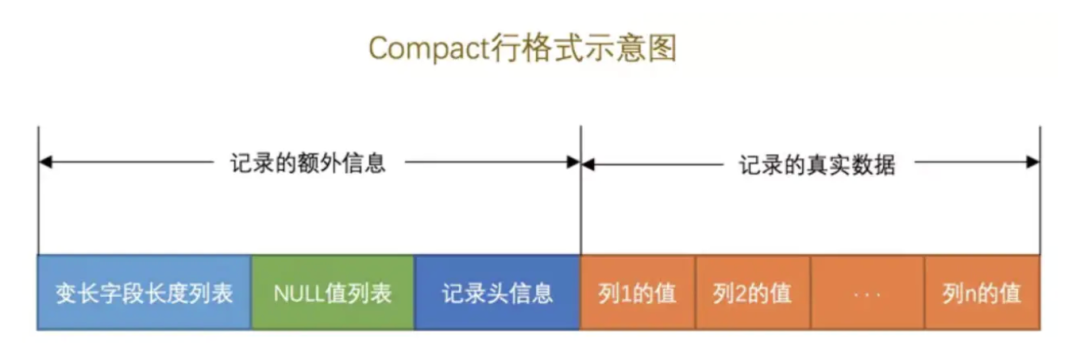 Compact行格式示意图
记录的额外信息
记录的真实数据
变长字段长度列表
NULL值列表
记录头信息
列1的值
列2的值
...
列n的值